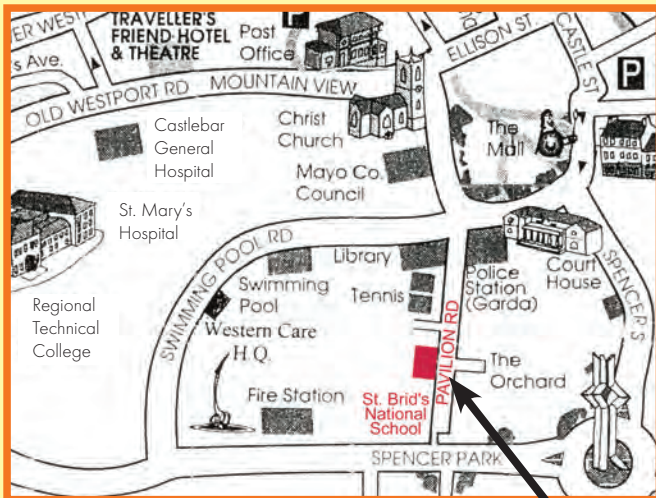 TRAVELLER'S
FRIEND HOTEL
& THEATRE
Post
Office
ELLISON ST.
CASTLE ST
P
ER WEST
s Ave.
OLD WESTPORT RD
MOUNTAIN VIEW
Castlebar
General
Hospital
Christ
Church
The
Mall
Mayo Co.
Council
St. Mary's
Hospital
SWIMMING POOL RD
Library
Swimming
Pool
Tennis
Police
Station
(Garda)
Court
House
SPENCER S
Regional
Technical
College
Western Care
H.Q.
PAVILION RD
The
Orchard
Fire Station
St. Brid's
National
School
SPENCER PARK